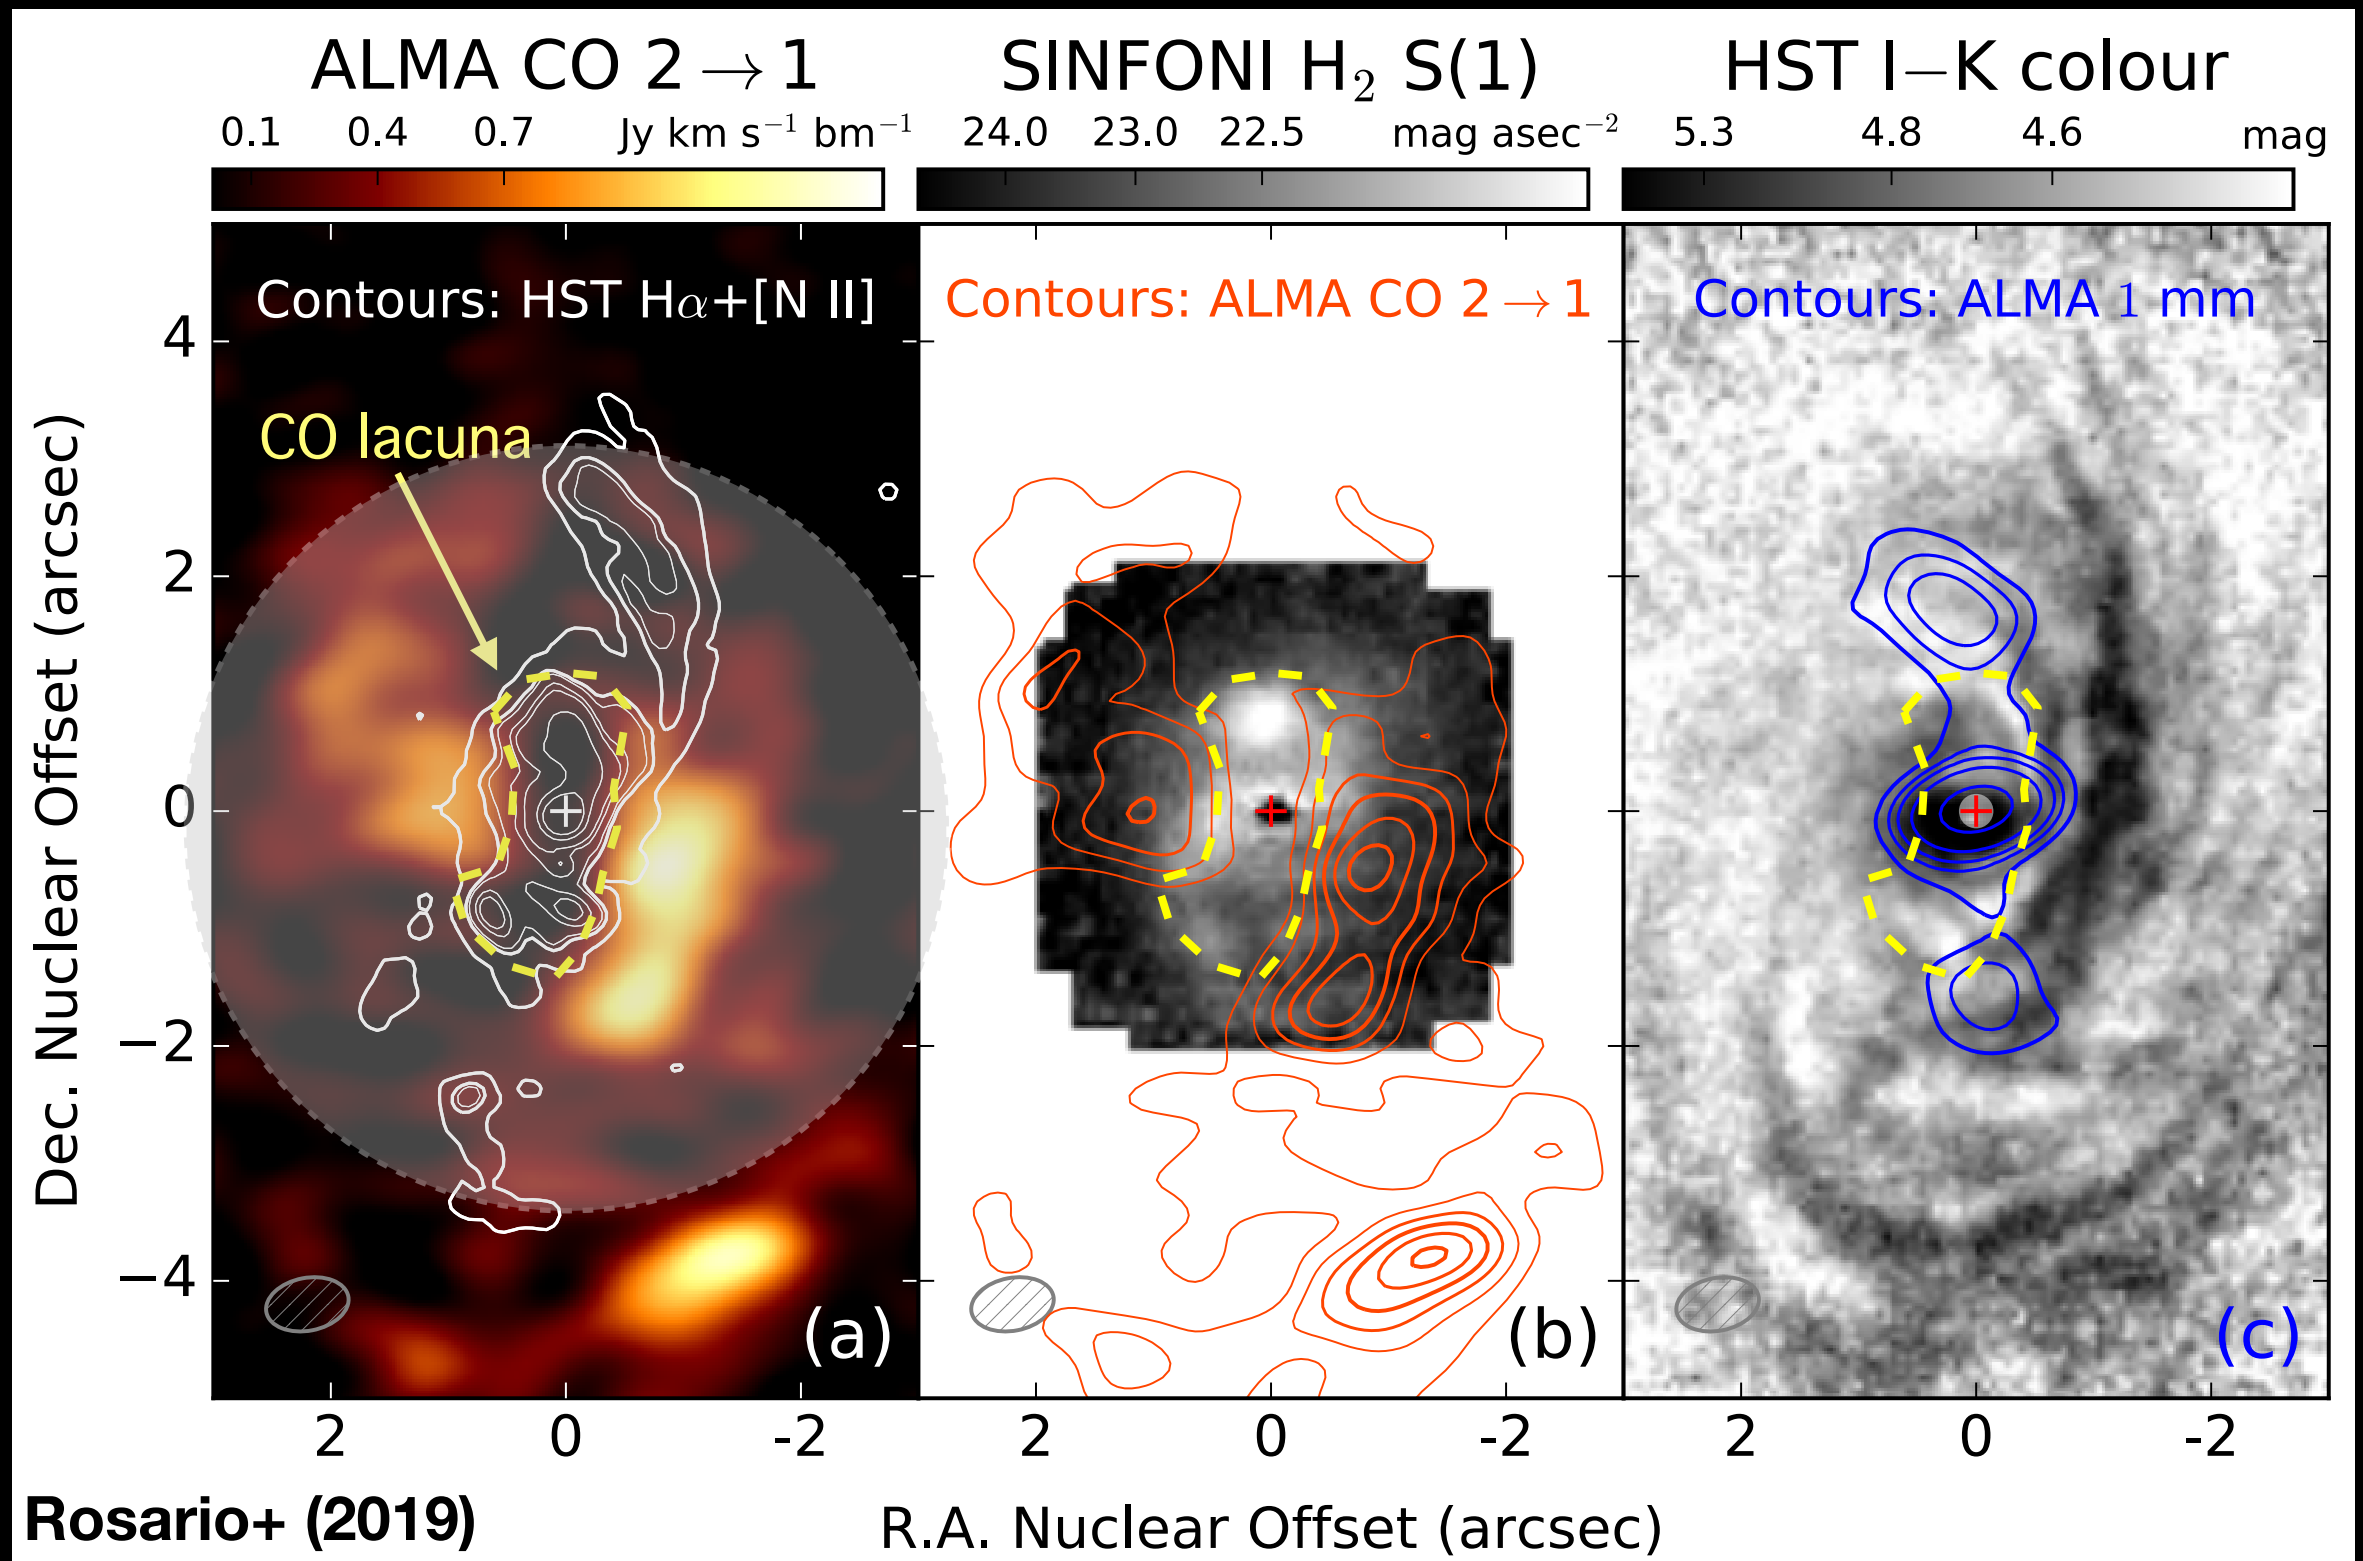 ALMA CO 2→1
SINFONI H₂ S(1)
HST I−K colour
0.1 0.4 0.7 Jy km s⁻¹ bm⁻¹
24.0 23.0 22.5 mag asec⁻²
5.3 4.8 4.6 mag
Contours: HST Hα+[N II]
Contours: ALMA CO 2→1
Contours: ALMA 1 mm
CO lacuna
Dec. Nuclear Offset (arcsec)
4
2
0
−2
−4
(a)
(b)
(c)
2 0 -2
2 0 -2
2 0 -2
Rosario+ (2019)
R.A. Nuclear Offset (arcsec)